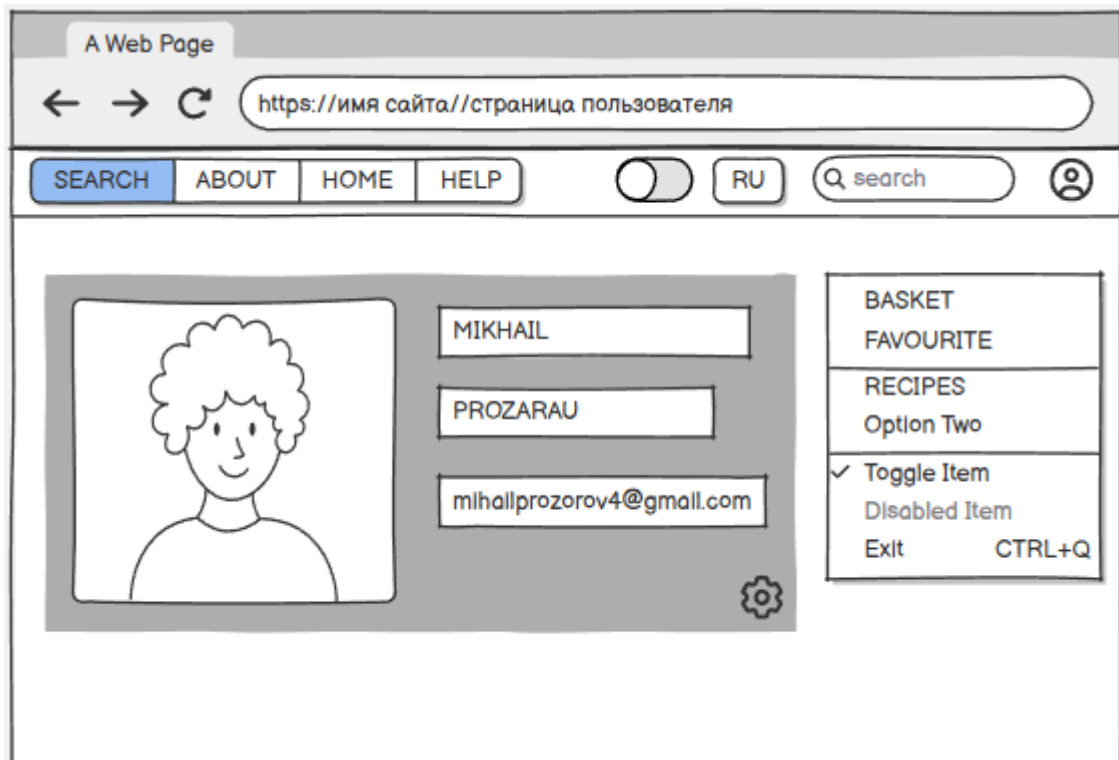 A Web Page
https://имя сайта//страница пользователя
SEARCH ABOUT HOME HELP RU search
MIKHAIL
PROZARAU
mihailprozorov4@gmail.com
BASKET
FAVOURITE
RECIPES
Option Two
Toggle Item
Disabled Item
Exit CTRL+Q